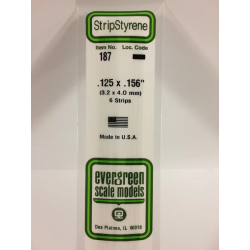 StripStyrene
Item No. Loc. Code
187
.125 x .156"
(3.2 x 4.0 mm)
6 Strips
Made in U.S.A.
evergreen
scale models
Des Plaines, IL 60018